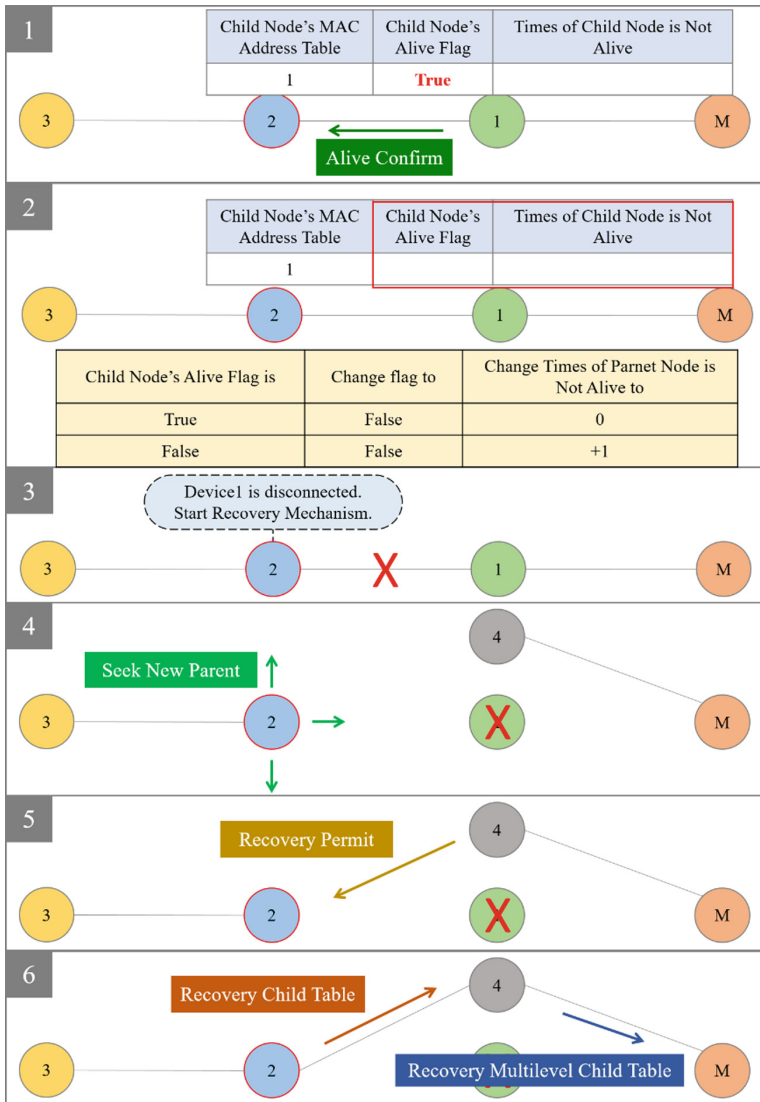 1
Child Node's MAC Address Table
Child Node's Alive Flag
Times of Child Node is Not Alive
1
True
3
2
1
M
Alive Confirm
2
Child Node's MAC Address Table
Child Node's Alive Flag
Times of Child Node is Not Alive
1
3
2
1
M
Child Node's Alive Flag is
Change flag to
Change Times of Parnet Node is Not Alive to
True
False
0
False
False
+1
3
Device1 is disconnected.
Start Recovery Mechanism.
3
2
X
1
M
4
4
Seek New Parent
3
2
X
M
5
4
Recovery Permit
3
2
X
M
6
4
Recovery Child Table
3
2
Recovery Multilevel Child Table
M